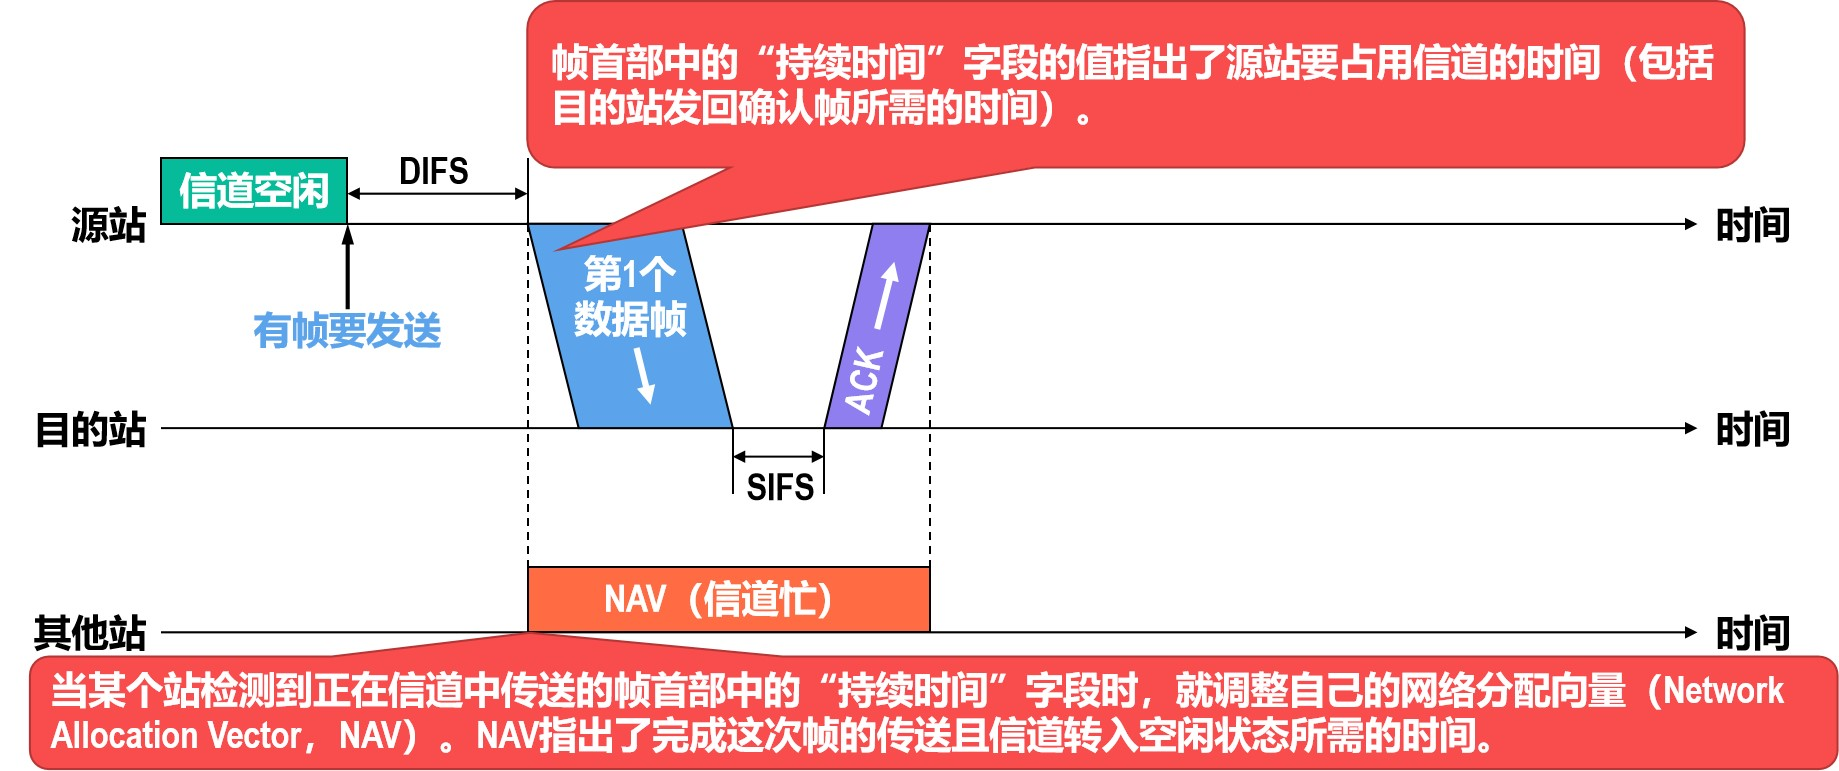 帧首部中的“持续时间”字段的值指出了源站要占用信道的时间（包括
目的站发回确认帧所需的时间）。
信道空闲
DIFS
源站
时间
第1个
数据帧
ACK
有帧要发送
目的站
时间
SIFS
NAV（信道忙）
其他站
时间
当某个站检测到正在信道中传送的帧首部中的“持续时间”字段时，就调整自己的网络分配向量（Network
Allocation Vector，NAV）。NAV指出了完成这次帧的传送且信道转入空闲状态所需的时间。